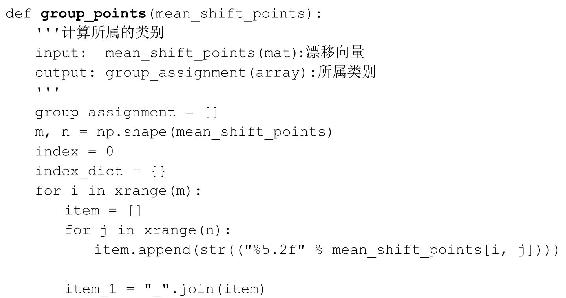 def group_points(mean_shift_points):
    '''计算所属的类别
    input:  mean_shift_points(mat):漂移向量
    output: group_assignment(array):所属类别
    '''
    group_assignment = []
    m, n = np.shape(mean_shift_points)
    index = 0
    index_dict = {}
    for i in xrange(m):
        item = []
        for j in xrange(n):
            item.append(str(("%5.2f" % mean_shift_points[i, j])))
        item_1 = "_".join(item)